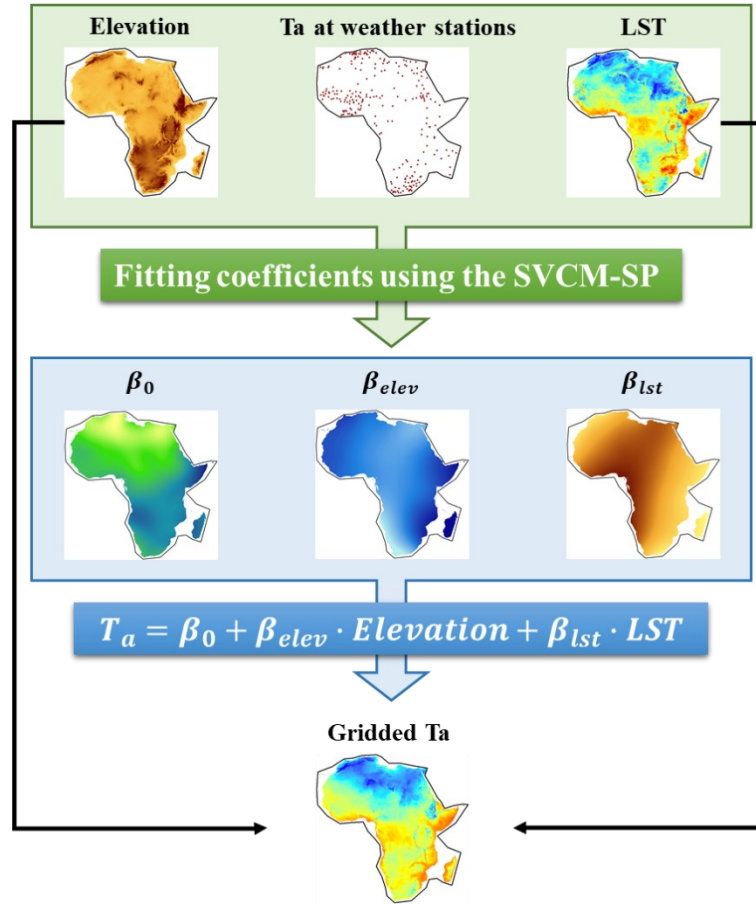 Elevation
Ta at weather stations
LST
Fitting coefficients using the SVCM-SP
β₀
βₑₗₑᵥ
βₗₛₜ
Tₐ = β₀ + βₑₗₑᵥ · Elevation + βₗₛₜ · LST
Gridded Ta